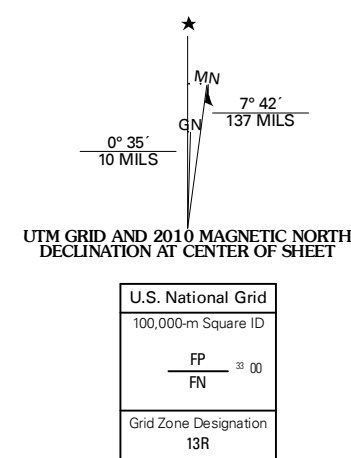 ★
MN
7° 42´
137 MILS
GN
0° 35´
10 MILS
UTM GRID AND 2010 MAGNETIC NORTH
DECLINATION AT CENTER OF SHEET
U.S. National Grid
100,000-m Square ID
FP
33 00
FN
Grid Zone Designation
13R